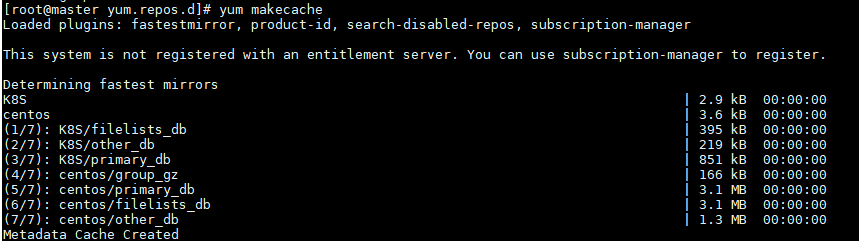 [root@master yum.repos.d]# yum makecache
Loaded plugins: fastestmirror, product-id, search-disabled-repos, subscription-manager
This system is not registered with an entitlement server. You can use subscription-manager to register.
Determining fastest mirrors
K8S | 2.9 kB 00:00:00
centos | 3.6 kB 00:00:00
(1/7): K8S/filelists_db | 395 kB 00:00:00
(2/7): K8S/other_db | 219 kB 00:00:00
(3/7): K8S/primary_db | 851 kB 00:00:00
(4/7): centos/group_gz | 166 kB 00:00:00
(5/7): centos/primary_db | 3.1 MB 00:00:00
(6/7): centos/filelists_db | 3.1 MB 00:00:00
(7/7): centos/other_db | 1.3 MB 00:00:00
Metadata Cache Created